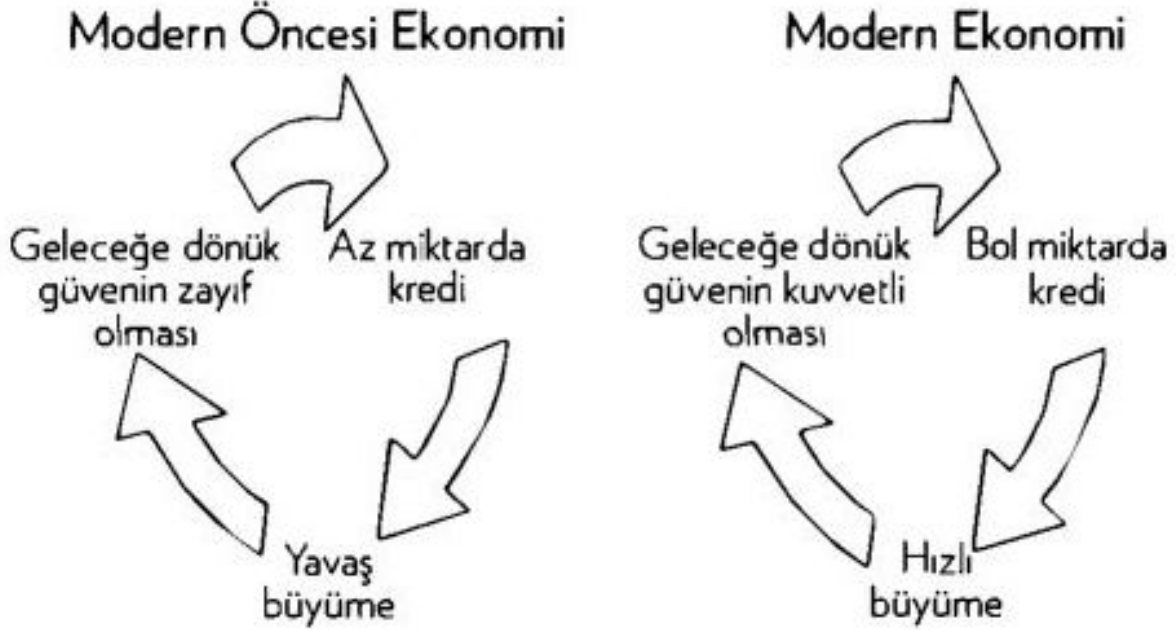 Modern Öncesi Ekonomi
Geleceğe dönük
güvenin zayıf
olması
Az miktarda
kredi
Yavaş
büyüme
Modern Ekonomi
Geleceğe dönük
güvenin kuvvetli
olması
Bol miktarda
kredi
Hızlı
büyüme